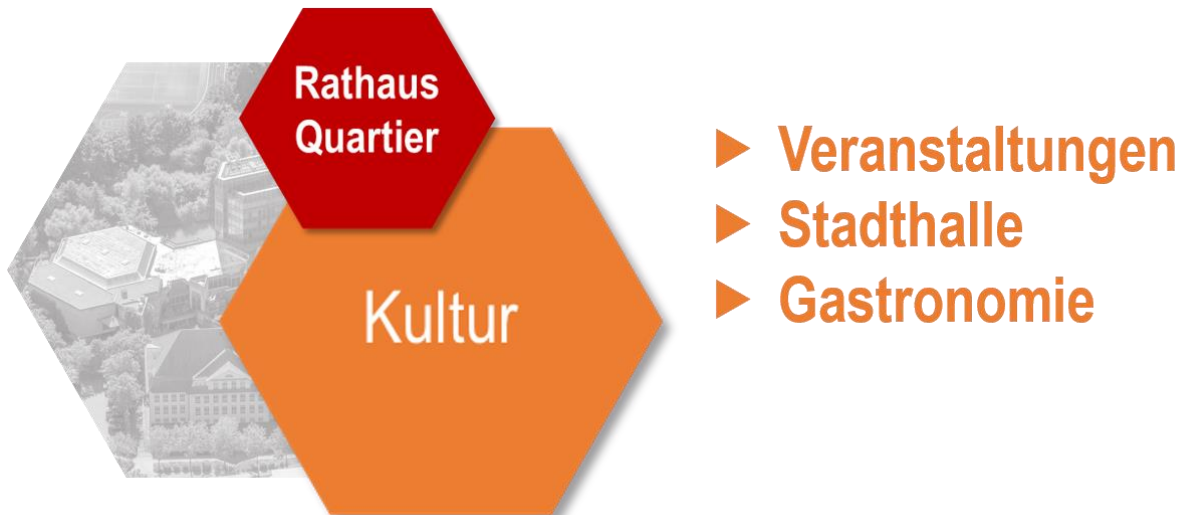 Rathaus
Quartier
Kultur
Veranstaltungen
Stadthalle
Gastronomie